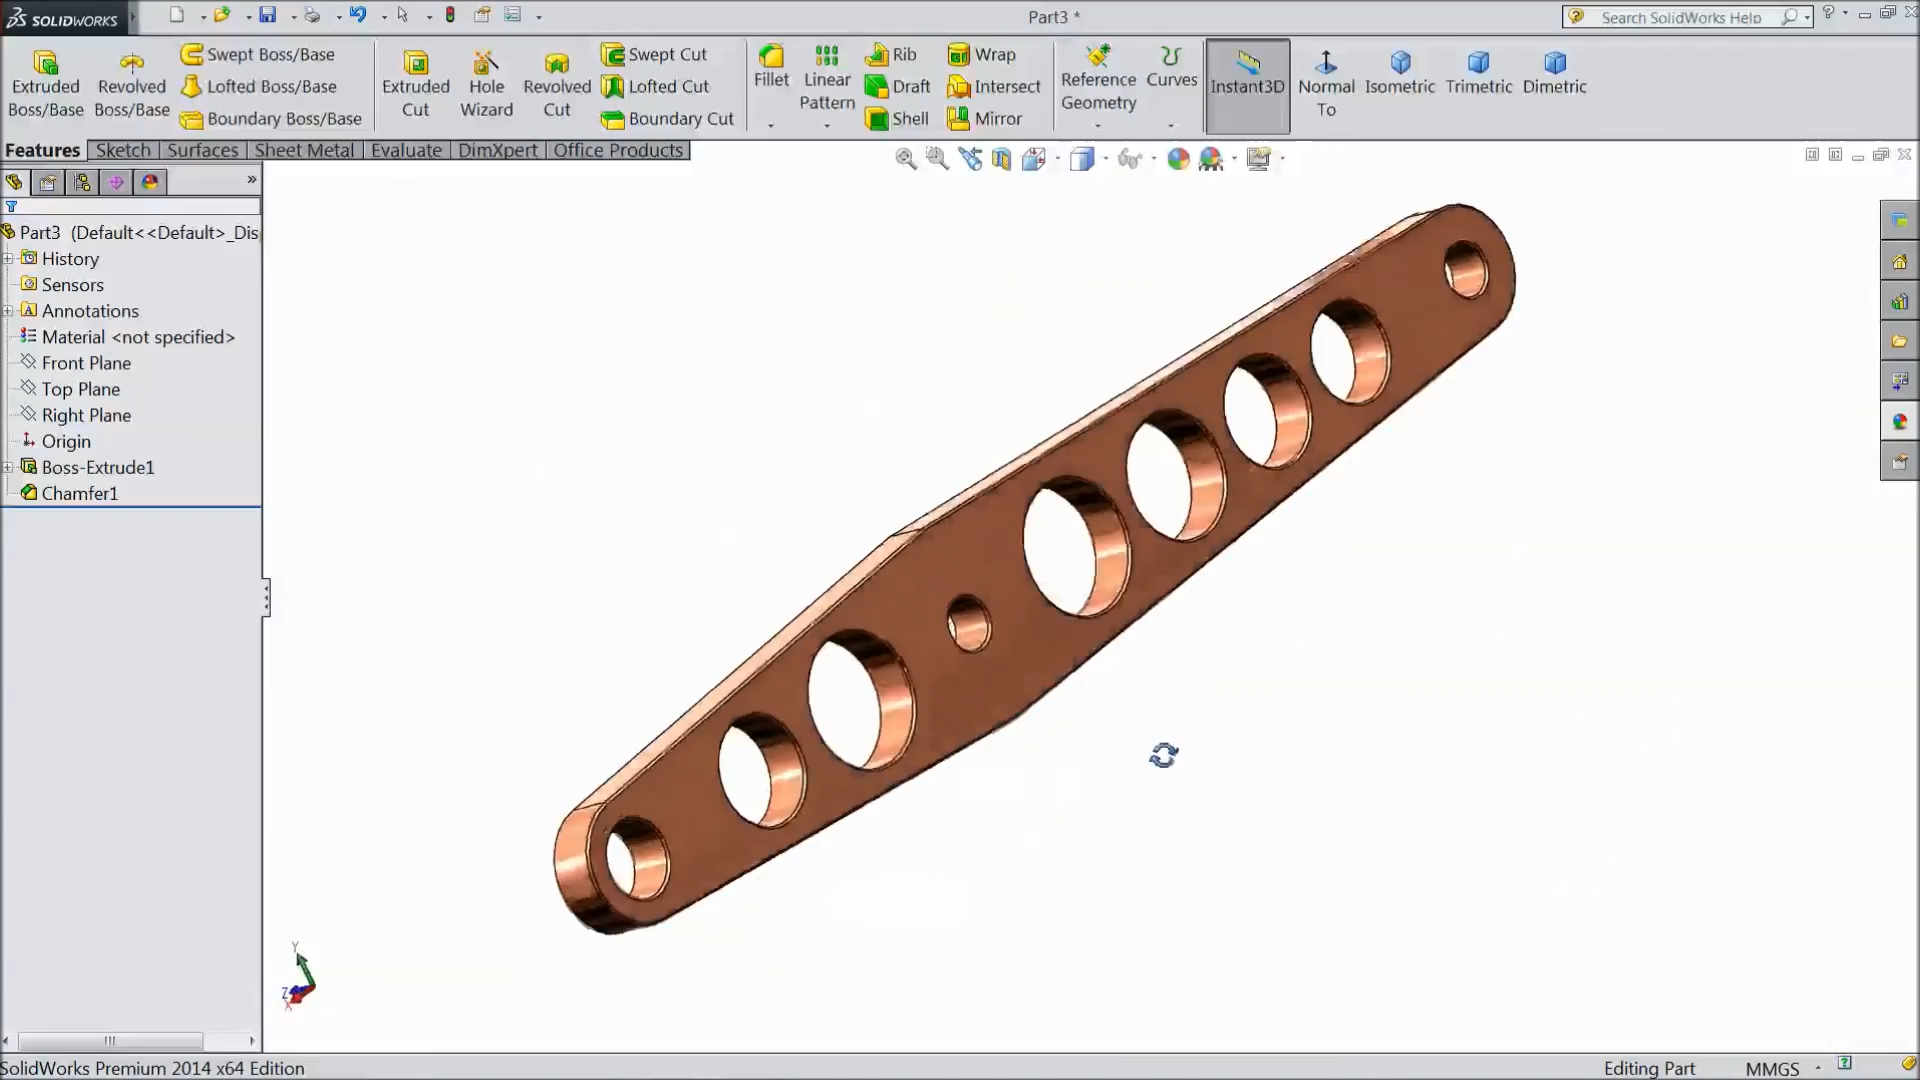 SOLIDWORKS
Part3 *
Search SolidWorks Help
Extruded Boss/Base
Revolved Boss/Base
Swept Boss/Base
Lofted Boss/Base
Boundary Boss/Base
Extruded Cut
Hole Wizard
Revolved Cut
Swept Cut
Lofted Cut
Boundary Cut
Fillet
Linear Pattern
Rib
Draft
Shell
Wrap
Intersect
Mirror
Reference Geometry
Curves
Instant3D
Normal To
Isometric
Trimetric
Dimetric
Features
Sketch
Surfaces
Sheet Metal
Evaluate
DimXpert
Office Products
Part3 (Default<<Default>_Dis
History
Sensors
Annotations
Material <not specified>
Front Plane
Top Plane
Right Plane
Origin
Boss-Extrude1
Chamfer1
Y
Z
X
SolidWorks Premium 2014 x64 Edition
Editing Part
MMGS